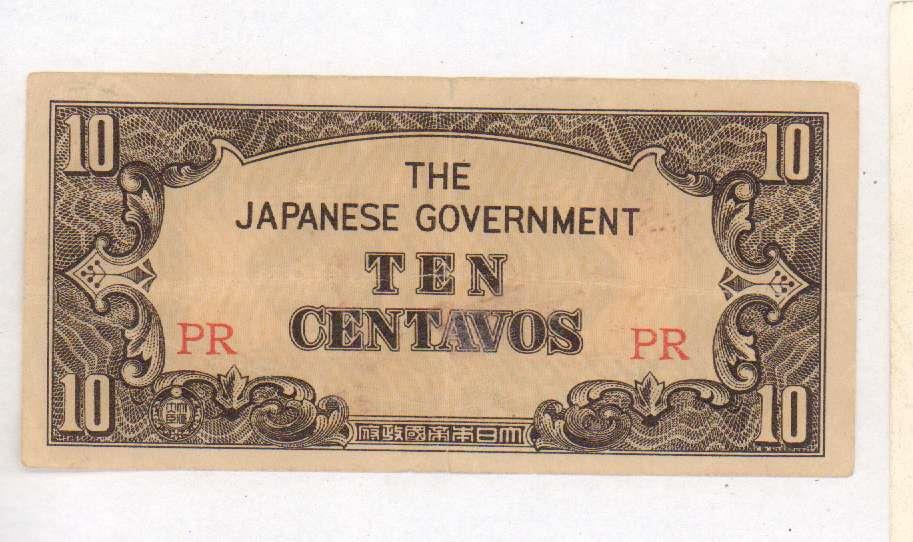 10 10
THE
JAPANESE GOVERNMENT
TEN
CENTAVOS
PR PR
10 10
府政國帝本日大